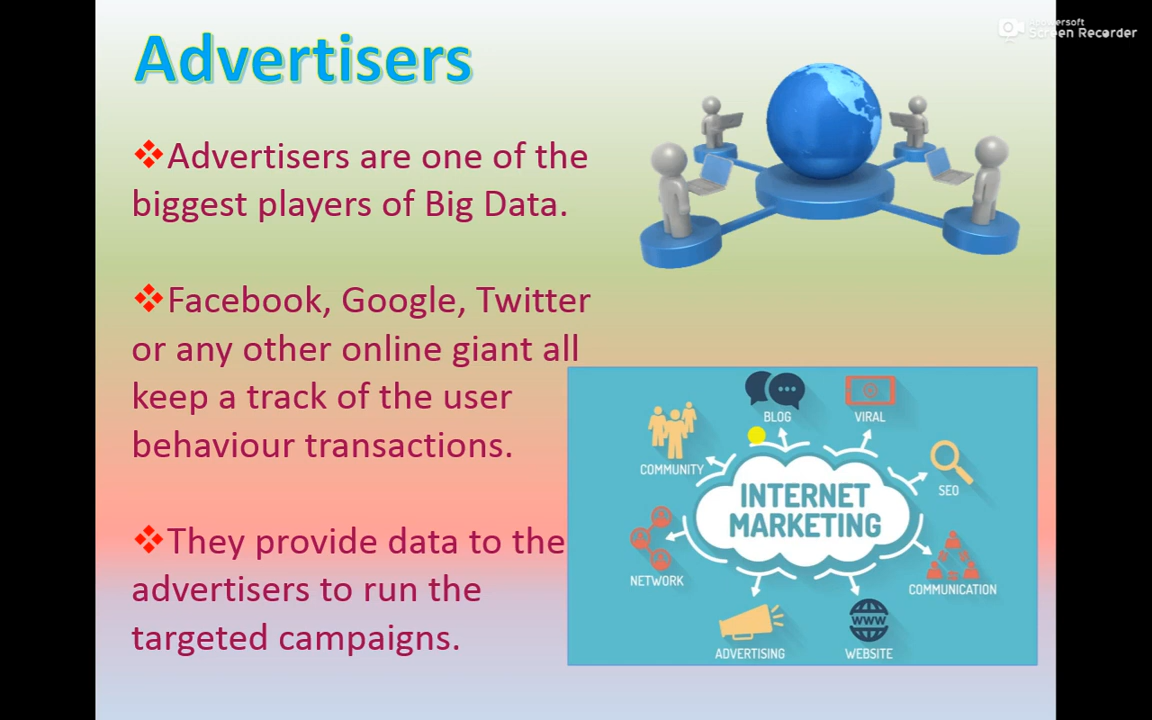 Advertisers
Apowersoft
Screen Recorder
❖Advertisers are one of the
biggest players of Big Data.
❖Facebook, Google, Twitter
or any other online giant all
keep a track of the user
behaviour transactions.
❖They provide data to the
advertisers to run the
targeted campaigns.
BLOG
VIRAL
COMMUNITY
SEO
INTERNET
MARKETING
NETWORK
COMMUNICATION
ADVERTISING
WWW
WEBSITE